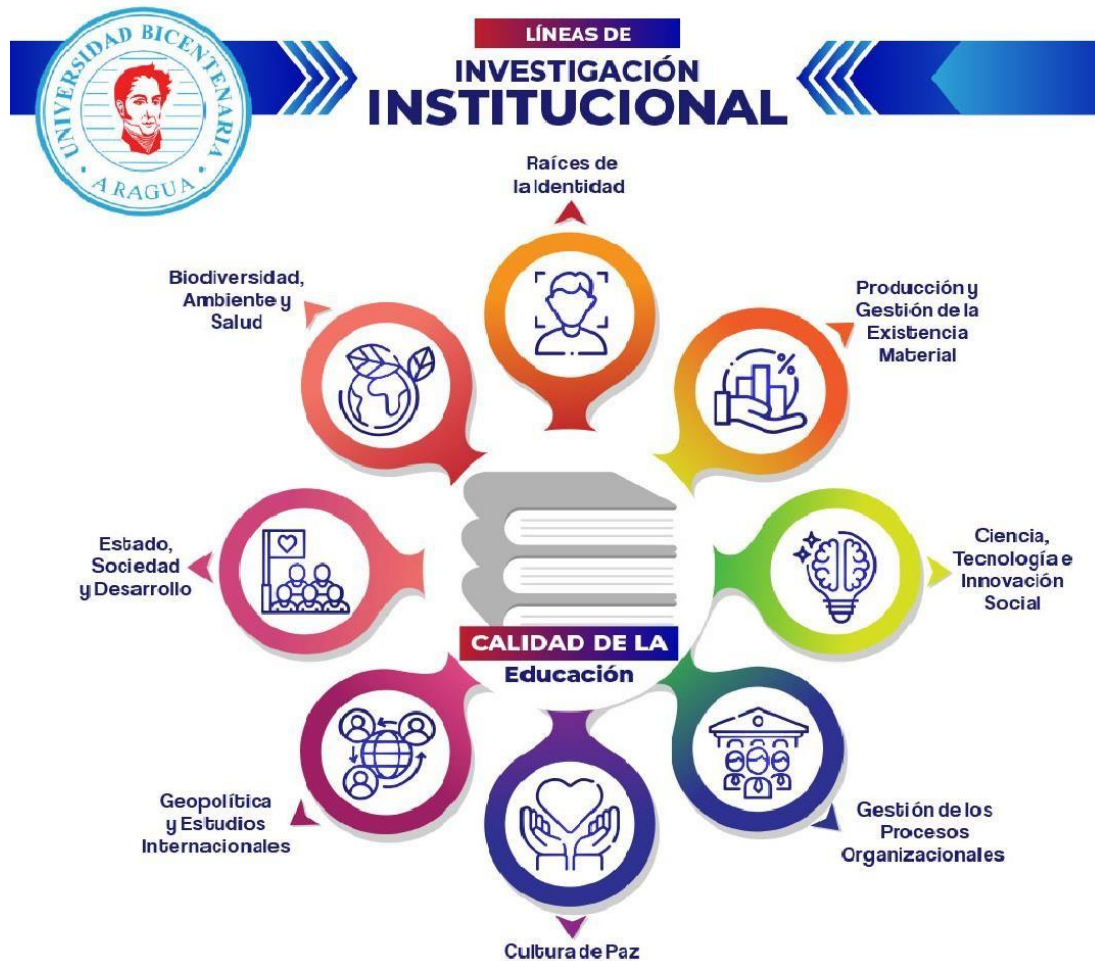 UNIVERSIDAD BICENTENARIA
ARAGUA
LÍNEAS DE
INVESTIGACIÓN
INSTITUCIONAL
Raíces de
la Identidad
Biodiversidad,
Ambiente y
Salud
Producción y
Gestión de la
Existencia
Material
%
Estado,
Sociedad
y Desarrollo
Ciencia,
Tecnología e
Innovación
Social
CALIDAD DE LA
Educación
Geopolítica
y Estudios
Internacionales
Gestión de los
Procesos
Organizacionales
Cultura de Paz